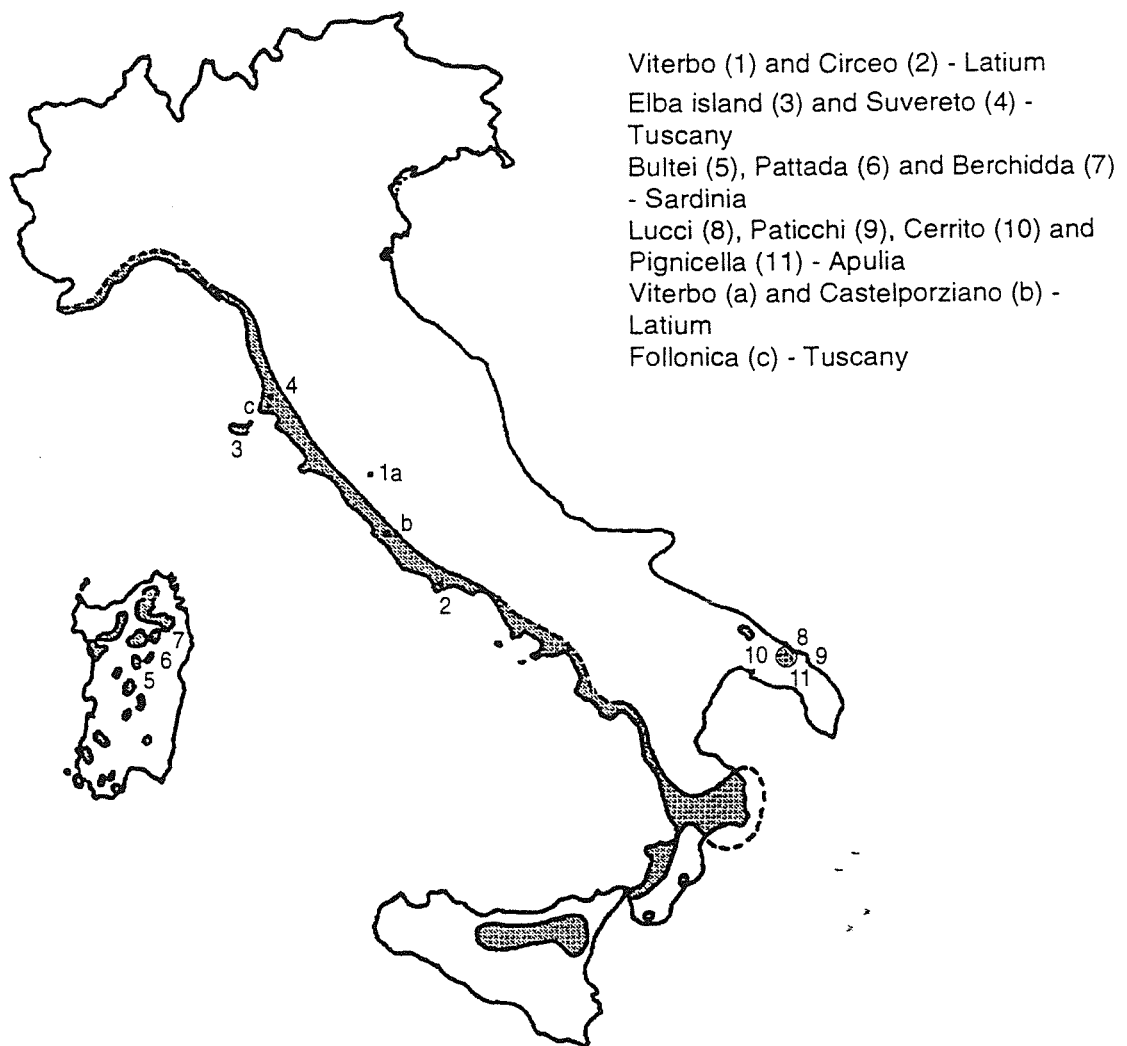 Viterbo (1) and Circeo (2) - Latium
Elba island (3) and Suvereto (4) -
Tuscany
Bultei (5), Pattada (6) and Berchidda (7)
- Sardinia
Lucci (8), Paticchi (9), Cerrito (10) and
Pignicella (11) - Apulia
Viterbo (a) and Castelporziano (b) -
Latium
Follonica (c) - Tuscany
4
c
3
1a
b
2
7
6
5
8
10 9
11